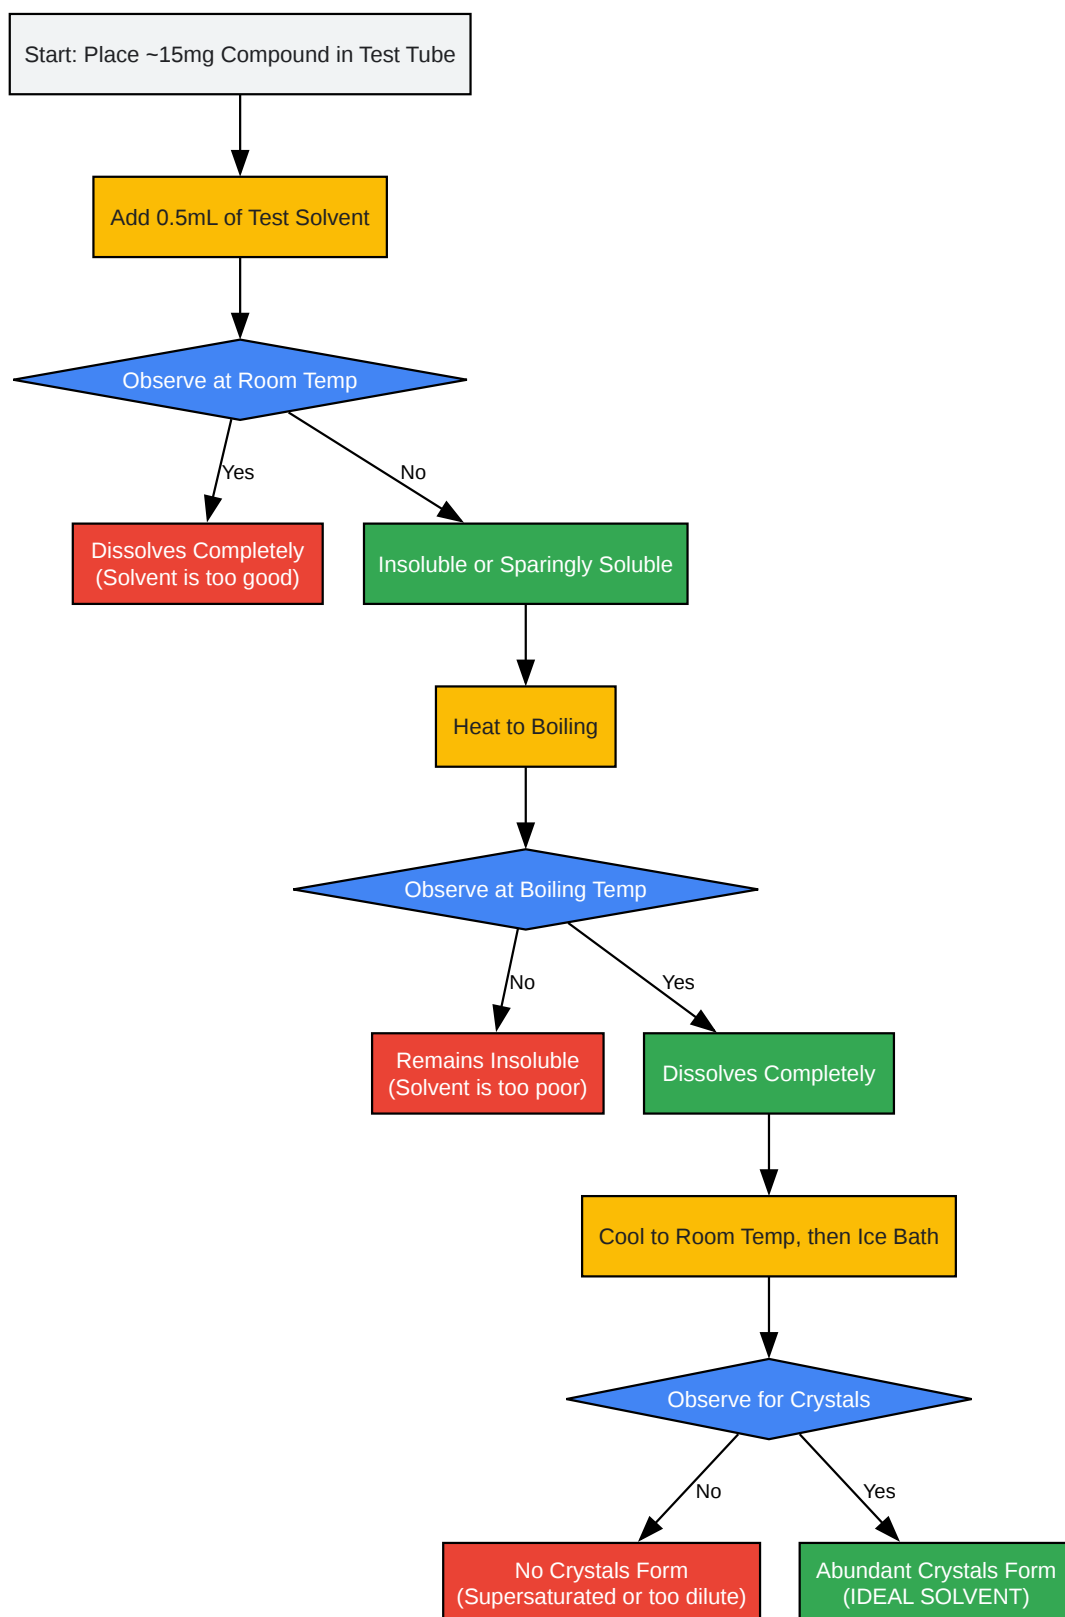 Start: Place ~15mg Compound in Test Tube
Add 0.5mL of Test Solvent
Observe at Room Temp
Yes
No
Dissolves Completely
(Solvent is too good)
Insoluble or Sparingly Soluble
Heat to Boiling
Observe at Boiling Temp
No
Yes
Remains Insoluble
(Solvent is too poor)
Dissolves Completely
Cool to Room Temp, then Ice Bath
Observe for Crystals
No
Yes
No Crystals Form
(Supersaturated or too dilute)
Abundant Crystals Form
(IDEAL SOLVENT)